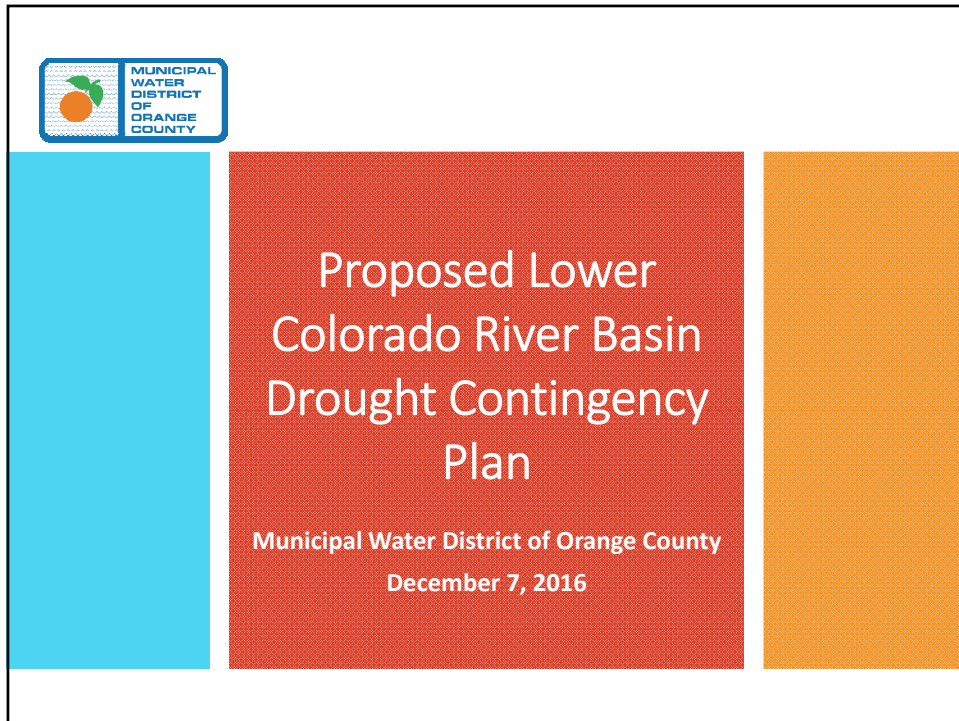 MUNICIPAL
WATER
DISTRICT
OF
ORANGE
COUNTY
Proposed Lower
Colorado River Basin
Drought Contingency
Plan
Municipal Water District of Orange County
December 7, 2016